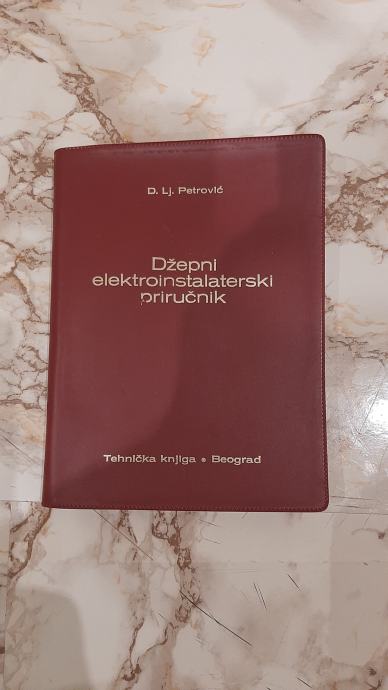 D. Lj. Petrović
Džepni
elektroinstalaterski
priručnik
Tehnička knjiga • Beograd